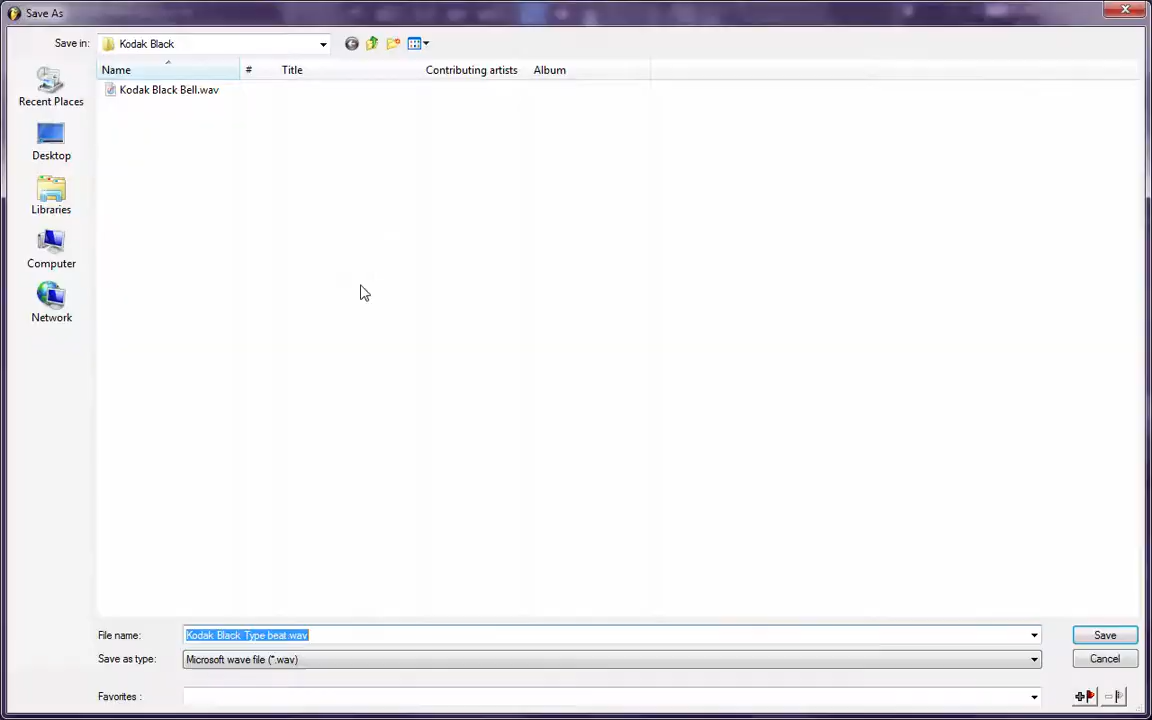 Save As
Save in: Kodak Black
Name # Title Contributing artists Album
Kodak Black Bell.wav
Recent Places
Desktop
Libraries
Computer
Network
File name: Kodak Black Type beat.wav Save
Save as type: Microsoft wave file (*.wav) Cancel
Favorites :